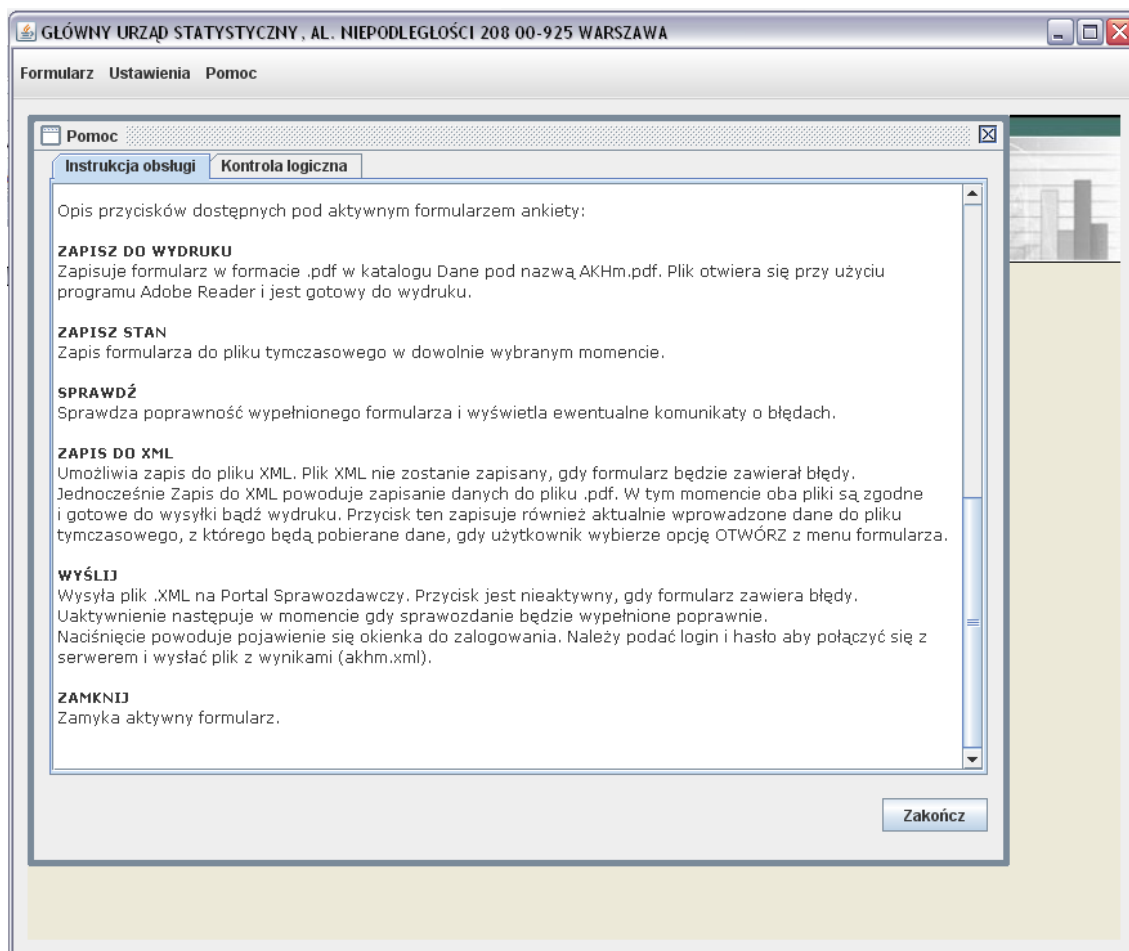 GŁÓWNY URZĄD STATYSTYCZNY, AL. NIEPODLEGŁOŚCI 208 00-925 WARSZAWA
Formularz Ustawienia Pomoc
Pomoc
Instrukcja obsługi Kontrola logiczna
Opis przycisków dostępnych pod aktywnym formularzem ankiety:
ZAPISZ DO WYDRUKU
Zapisuje formularz w formacie .pdf w katalogu Dane pod nazwą AKHm.pdf. Plik otwiera się przy użyciu
programu Adobe Reader i jest gotowy do wydruku.
ZAPISZ STAN
Zapis formularza do pliku tymczasowego w dowolnie wybranym momencie.
SPRAWDŹ
Sprawdza poprawność wypełnionego formularza i wyświetla ewentualne komunikaty o błędach.
ZAPIS DO XML
Umożliwia zapis do pliku XML. Plik XML nie zostanie zapisany, gdy formularz będzie zawierał błędy.
Jednocześnie Zapis do XML powoduje zapisanie danych do pliku .pdf. W tym momencie oba pliki są zgodne
i gotowe do wysyłki bądź wydruku. Przycisk ten zapisuje również aktualnie wprowadzone dane do pliku
tymczasowego, z którego będą pobierane dane, gdy użytkownik wybierze opcję OTWÓRZ z menu formularza.
WYŚLIJ
Wysyła plik .XML na Portal Sprawozdawczy. Przycisk jest nieaktywny, gdy formularz zawiera błędy.
Uaktywnienie następuje w momencie gdy sprawozdanie będzie wypełnione poprawnie.
Naciśnięcie powoduje pojawienie się okienka do zalogowania. Należy podać login i hasło aby połączyć się z
serwerem i wysłać plik z wynikami (akhm.xml).
ZAMKNIJ
Zamyka aktywny formularz.
Zakończ